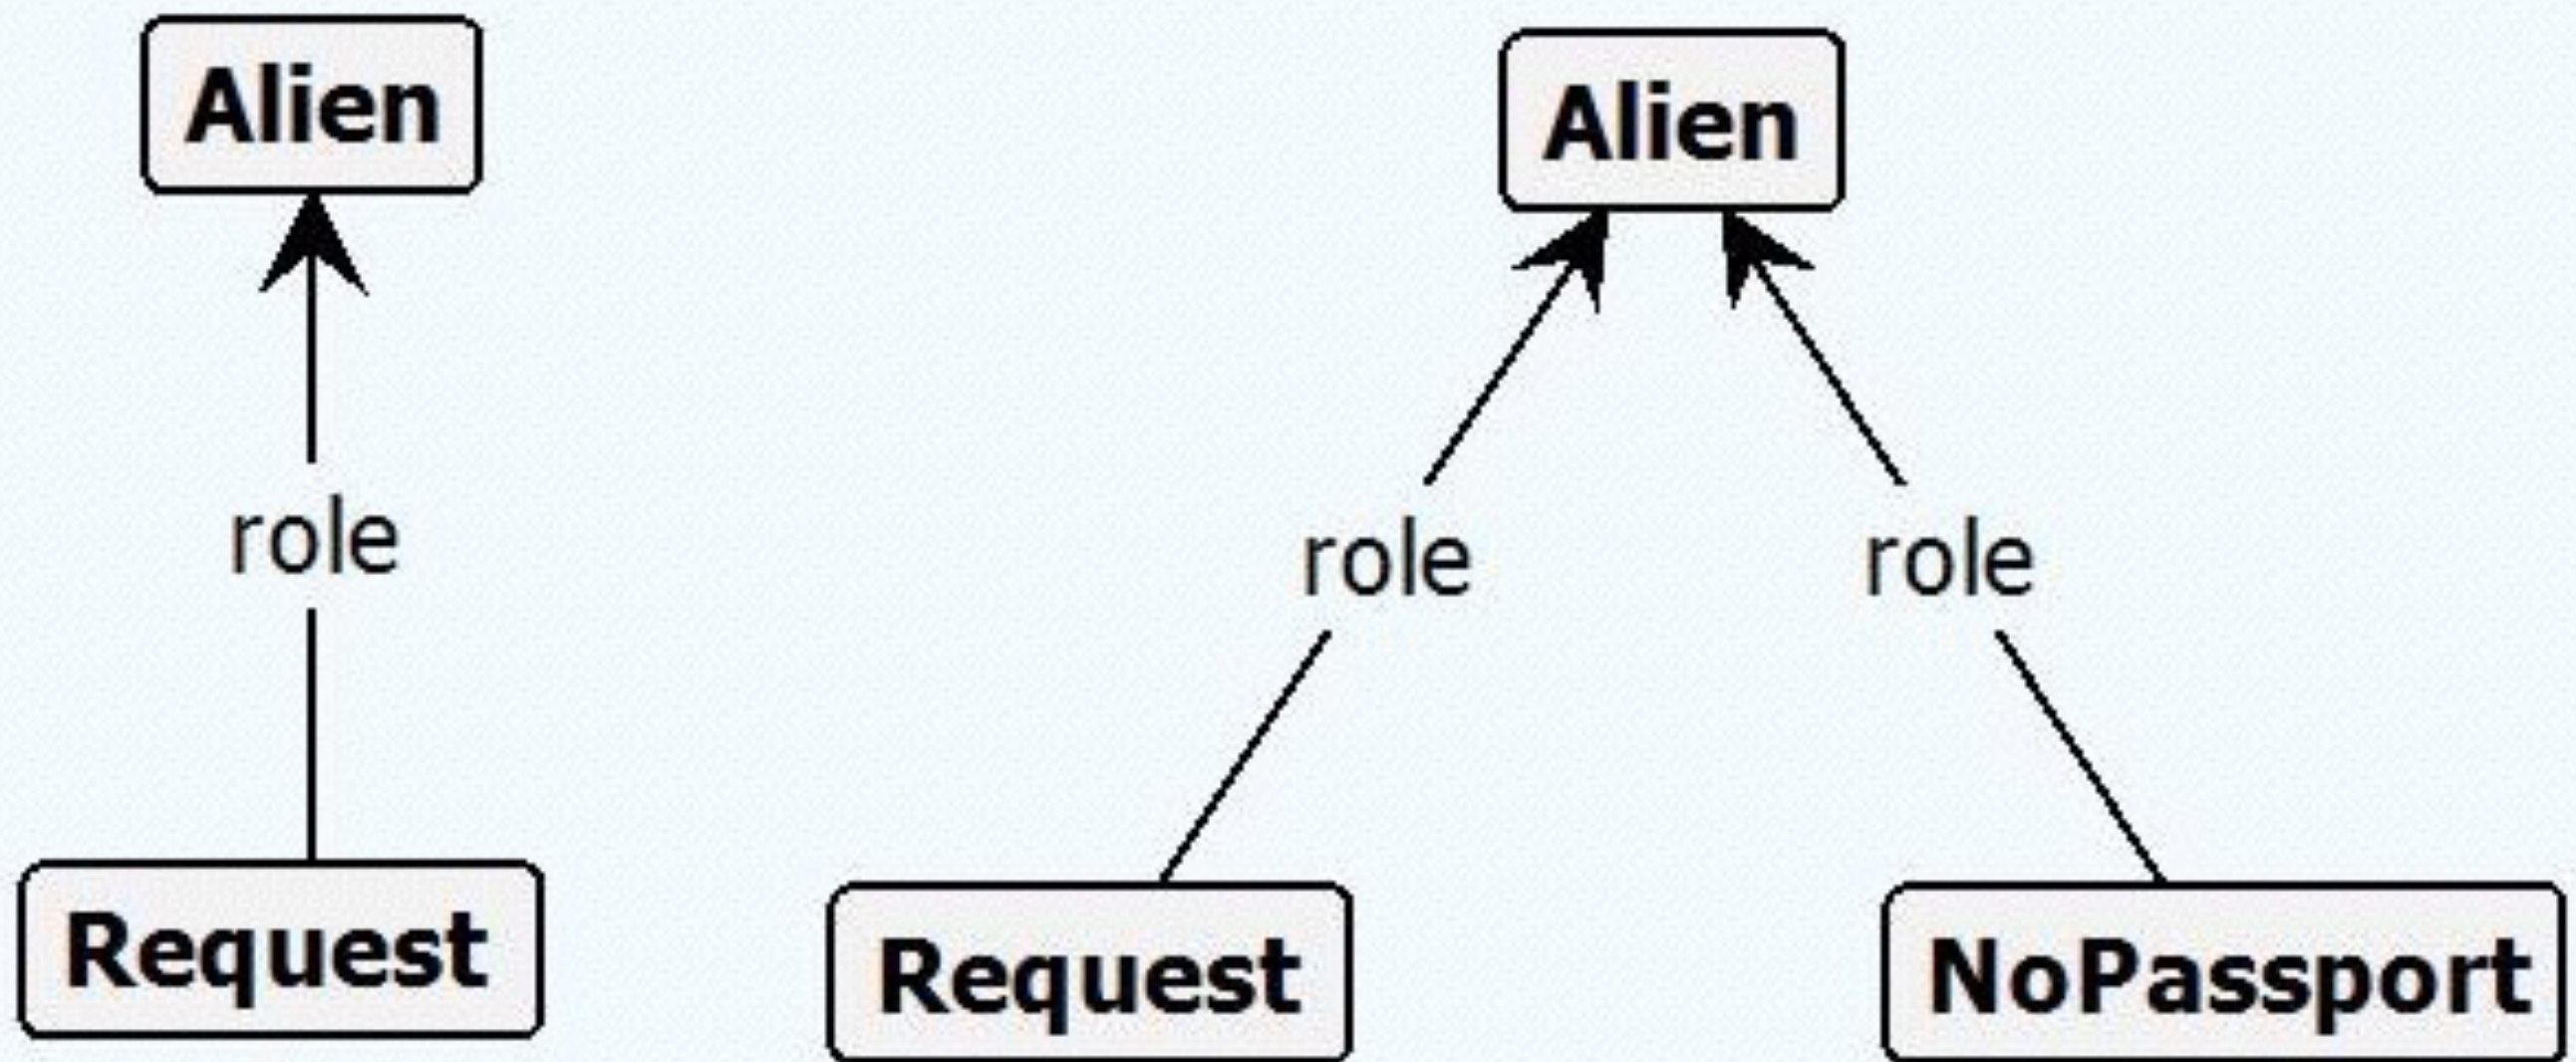 Alien
role
Request
Alien
role
role
Request
NoPassport